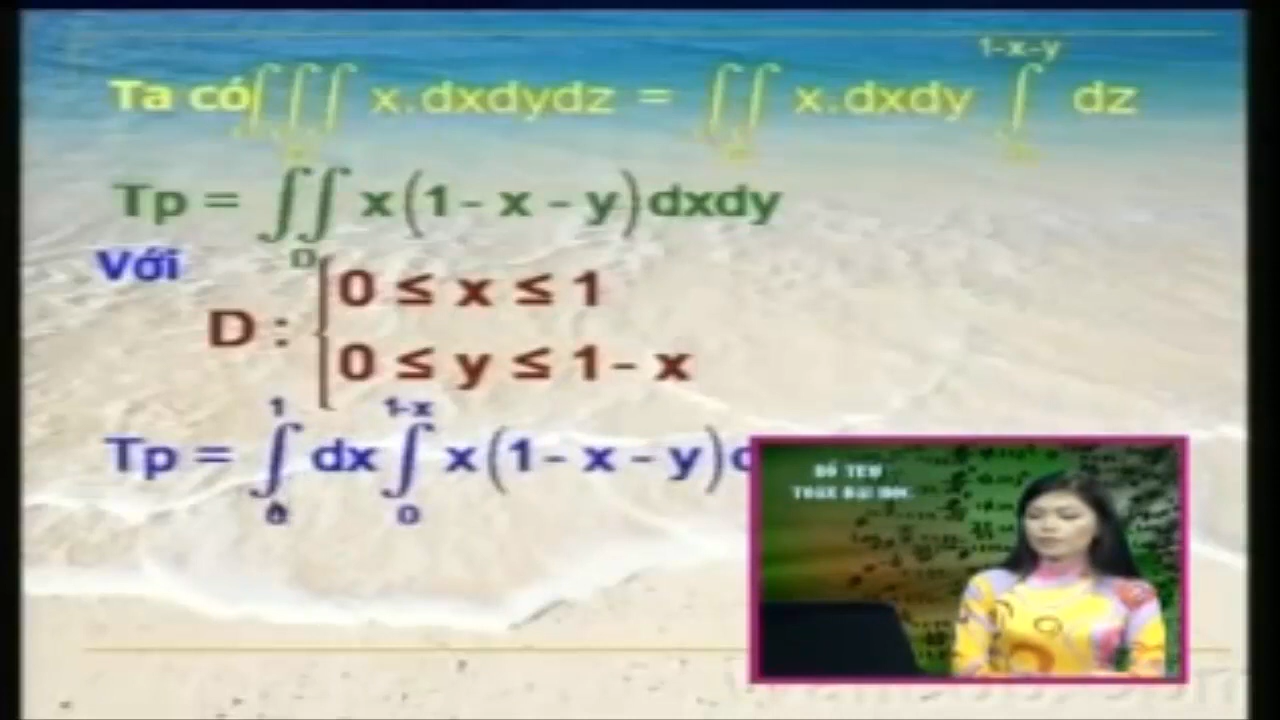 1-x-y
Ta có ∫∫∫ x.dxdydz = ∫∫ x.dxdy ∫ dz
Tp = ∫∫ x(1- x - y)dxdy
D
Với
0 ≤ x ≤ 1
D :
0 ≤ y ≤ 1- x
1 1-x
Tp = ∫ dx ∫ x(1- x - y)
0 0